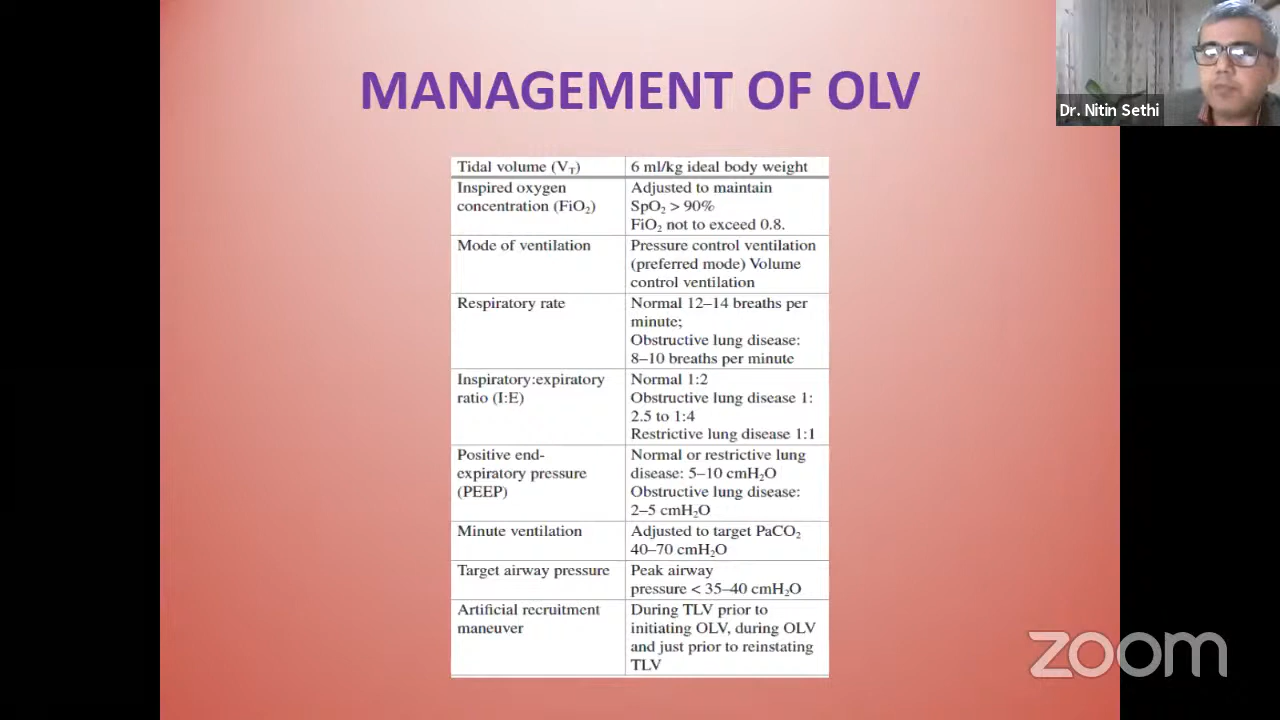 MANAGEMENT OF OLV
Dr. Nitin Sethi
Tidal volume (VT)
6 ml/kg ideal body weight
Inspired oxygen
concentration (FiO2)
Adjusted to maintain
SpO2 > 90%
FiO2 not to exceed 0.8.
Mode of ventilation
Pressure control ventilation
(preferred mode) Volume
control ventilation
Respiratory rate
Normal 12–14 breaths per
minute;
Obstructive lung disease:
8–10 breaths per minute
Inspiratory:expiratory
ratio (I:E)
Normal 1:2
Obstructive lung disease 1:
2.5 to 1:4
Restrictive lung disease 1:1
Positive end-
expiratory pressure
(PEEP)
Normal or restrictive lung
disease: 5–10 cmH2O
Obstructive lung disease:
2–5 cmH2O
Minute ventilation
Adjusted to target PaCO2
40–70 cmH2O
Target airway pressure
Peak airway
pressure < 35–40 cmH2O
Artificial recruitment
maneuver
During TLV prior to
initiating OLV, during OLV
and just prior to reinstating
TLV
zoom